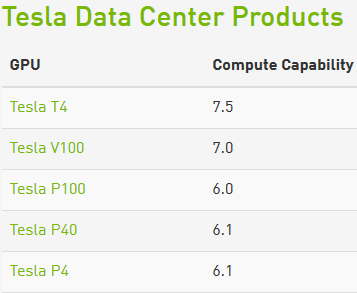 Tesla Data Center Products
GPU Compute Capability
Tesla T4 7.5
Tesla V100 7.0
Tesla P100 6.0
Tesla P40 6.1
Tesla P4 6.1